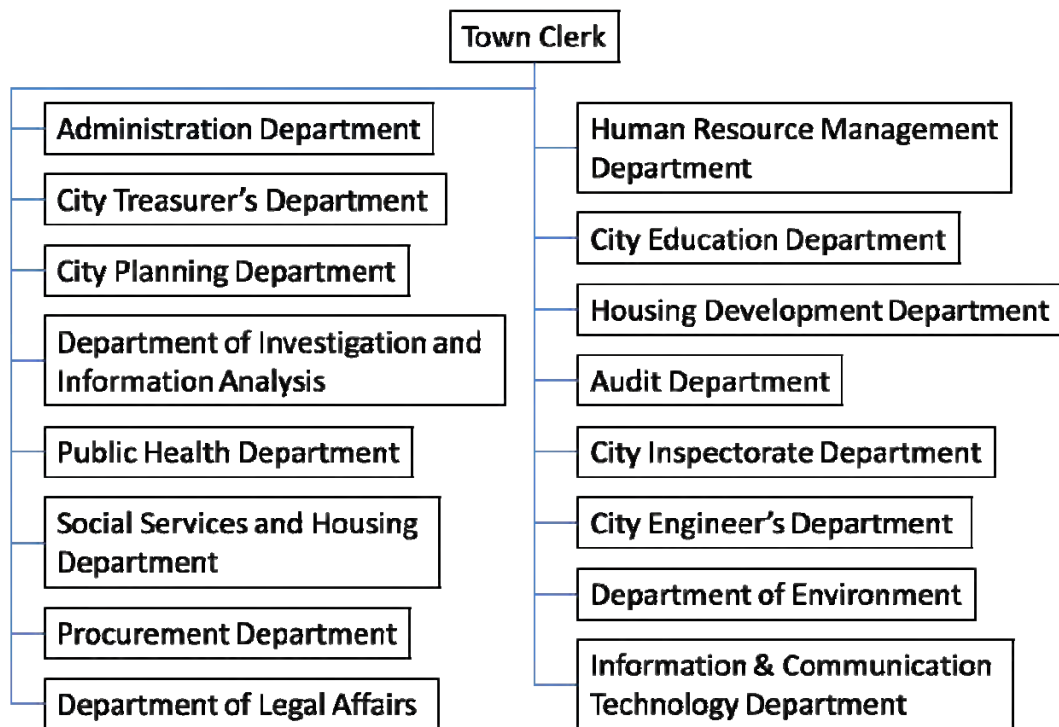 Town Clerk
Administration Department
City Treasurer’s Department
City Planning Department
Department of Investigation and
Information Analysis
Public Health Department
Social Services and Housing
Department
Procurement Department
Department of Legal Affairs
Human Resource Management
Department
City Education Department
Housing Development Department
Audit Department
City Inspectorate Department
City Engineer’s Department
Department of Environment
Information & Communication
Technology Department